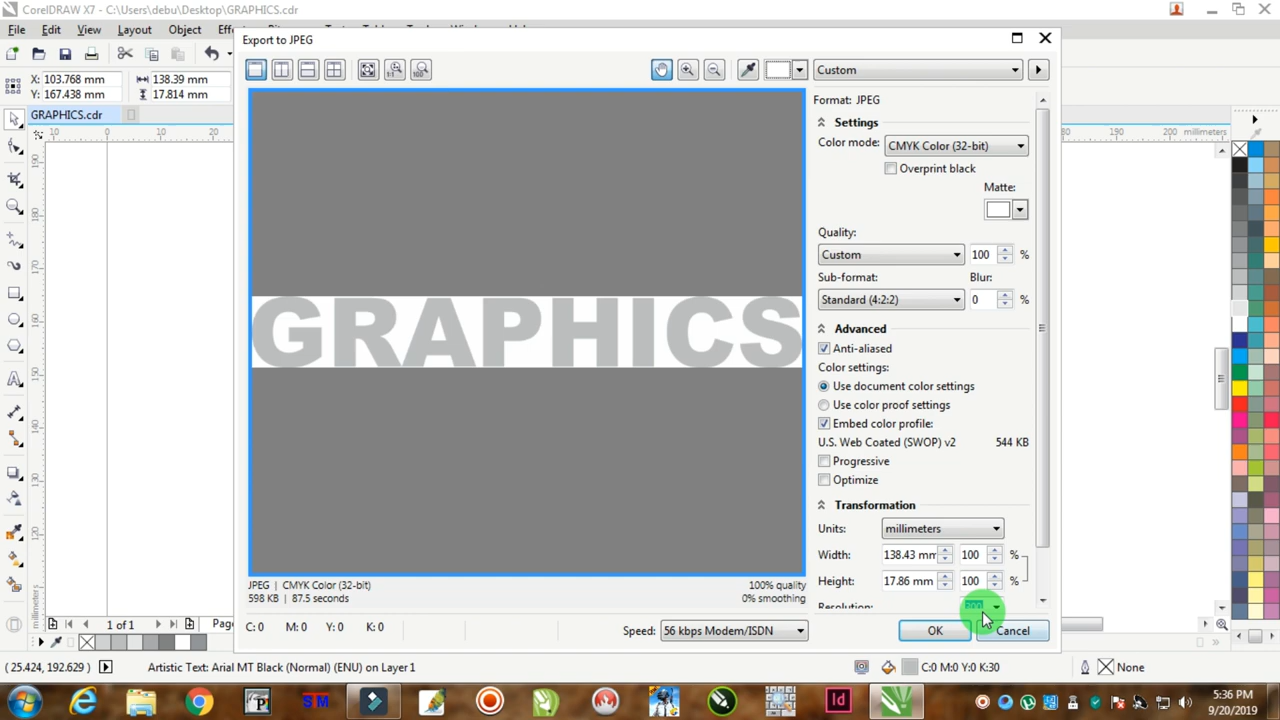 CorelDRAW X7 - C:\Users\debu\Desktop\GRAPHICS.cdr
File Edit View Layout Object
Export to JPEG
X: 103.768 mm 138.39 mm
Y: 167.438 mm 17.814 mm
Custom
GRAPHICS.cdr
Format: JPEG
Settings
Color mode: CMYK Color (32-bit)
Overprint black
Matte:
Quality:
Custom 100 %
Sub-format: Blur:
Standard (4:2:2) 0 %
Advanced
Anti-aliased
Color settings:
Use document color settings
Use color proof settings
Embed color profile:
U.S. Web Coated (SWOP) v2 544 KB
Progressive
Optimize
Transformation
Units: millimeters
Width: 138.43 mm 100 %
Height: 17.86 mm 100 %
Resolution:
GRAPHICS
JPEG | CMYK Color (32-bit) 100% quality
598 KB | 87.5 seconds 0% smoothing
C: 0 M: 0 Y: 0 K: 0
Speed: 56 kbps Modem/ISDN
OK Cancel
10 0 10 20 190 200 millimeters
1 of 1
(25.424, 192.629) Artistic Text: Arial MT Black (Normal) (ENU) on Layer 1 C:0 M:0 Y:0 K:30 None
5:36 PM
9/20/2019